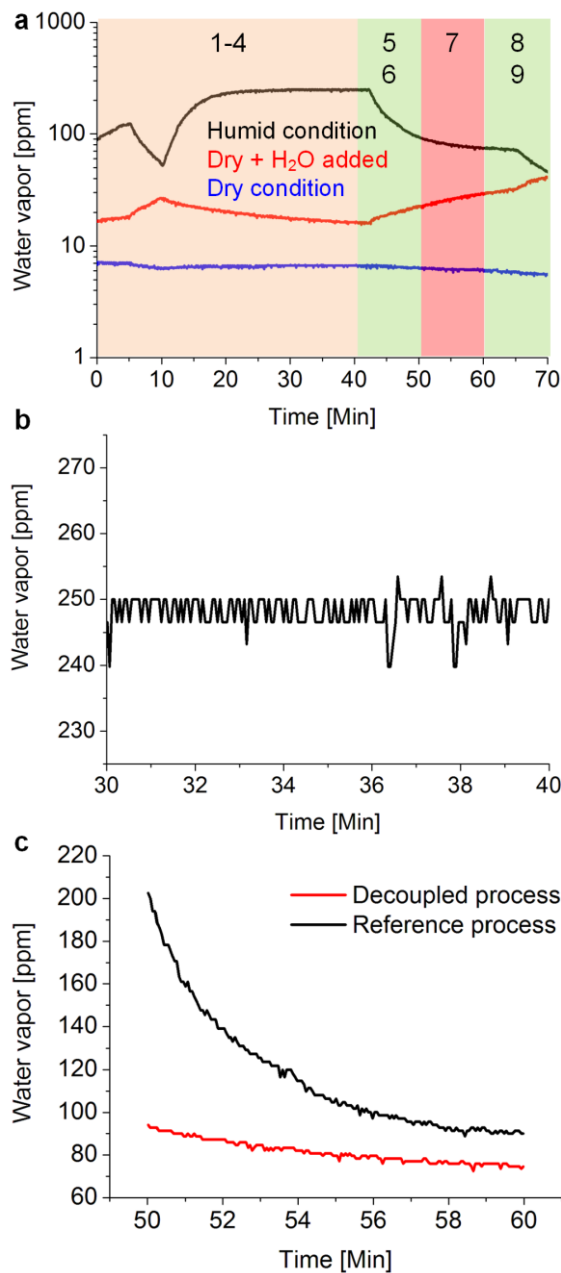 a
1000
100
10
1
Water vapor [ppm]
1-4
5
6
7
8
9
Humid condition
Dry + H₂O added
Dry condition
0 10 20 30 40 50 60 70
Time [Min]
b
270
260
250
240
230
Water vapor [ppm]
30 32 34 36 38 40
Time [Min]
c
220
200
180
160
140
120
100
80
60
Water vapor [ppm]
Decoupled process
Reference process
50 52 54 56 58 60
Time [Min]